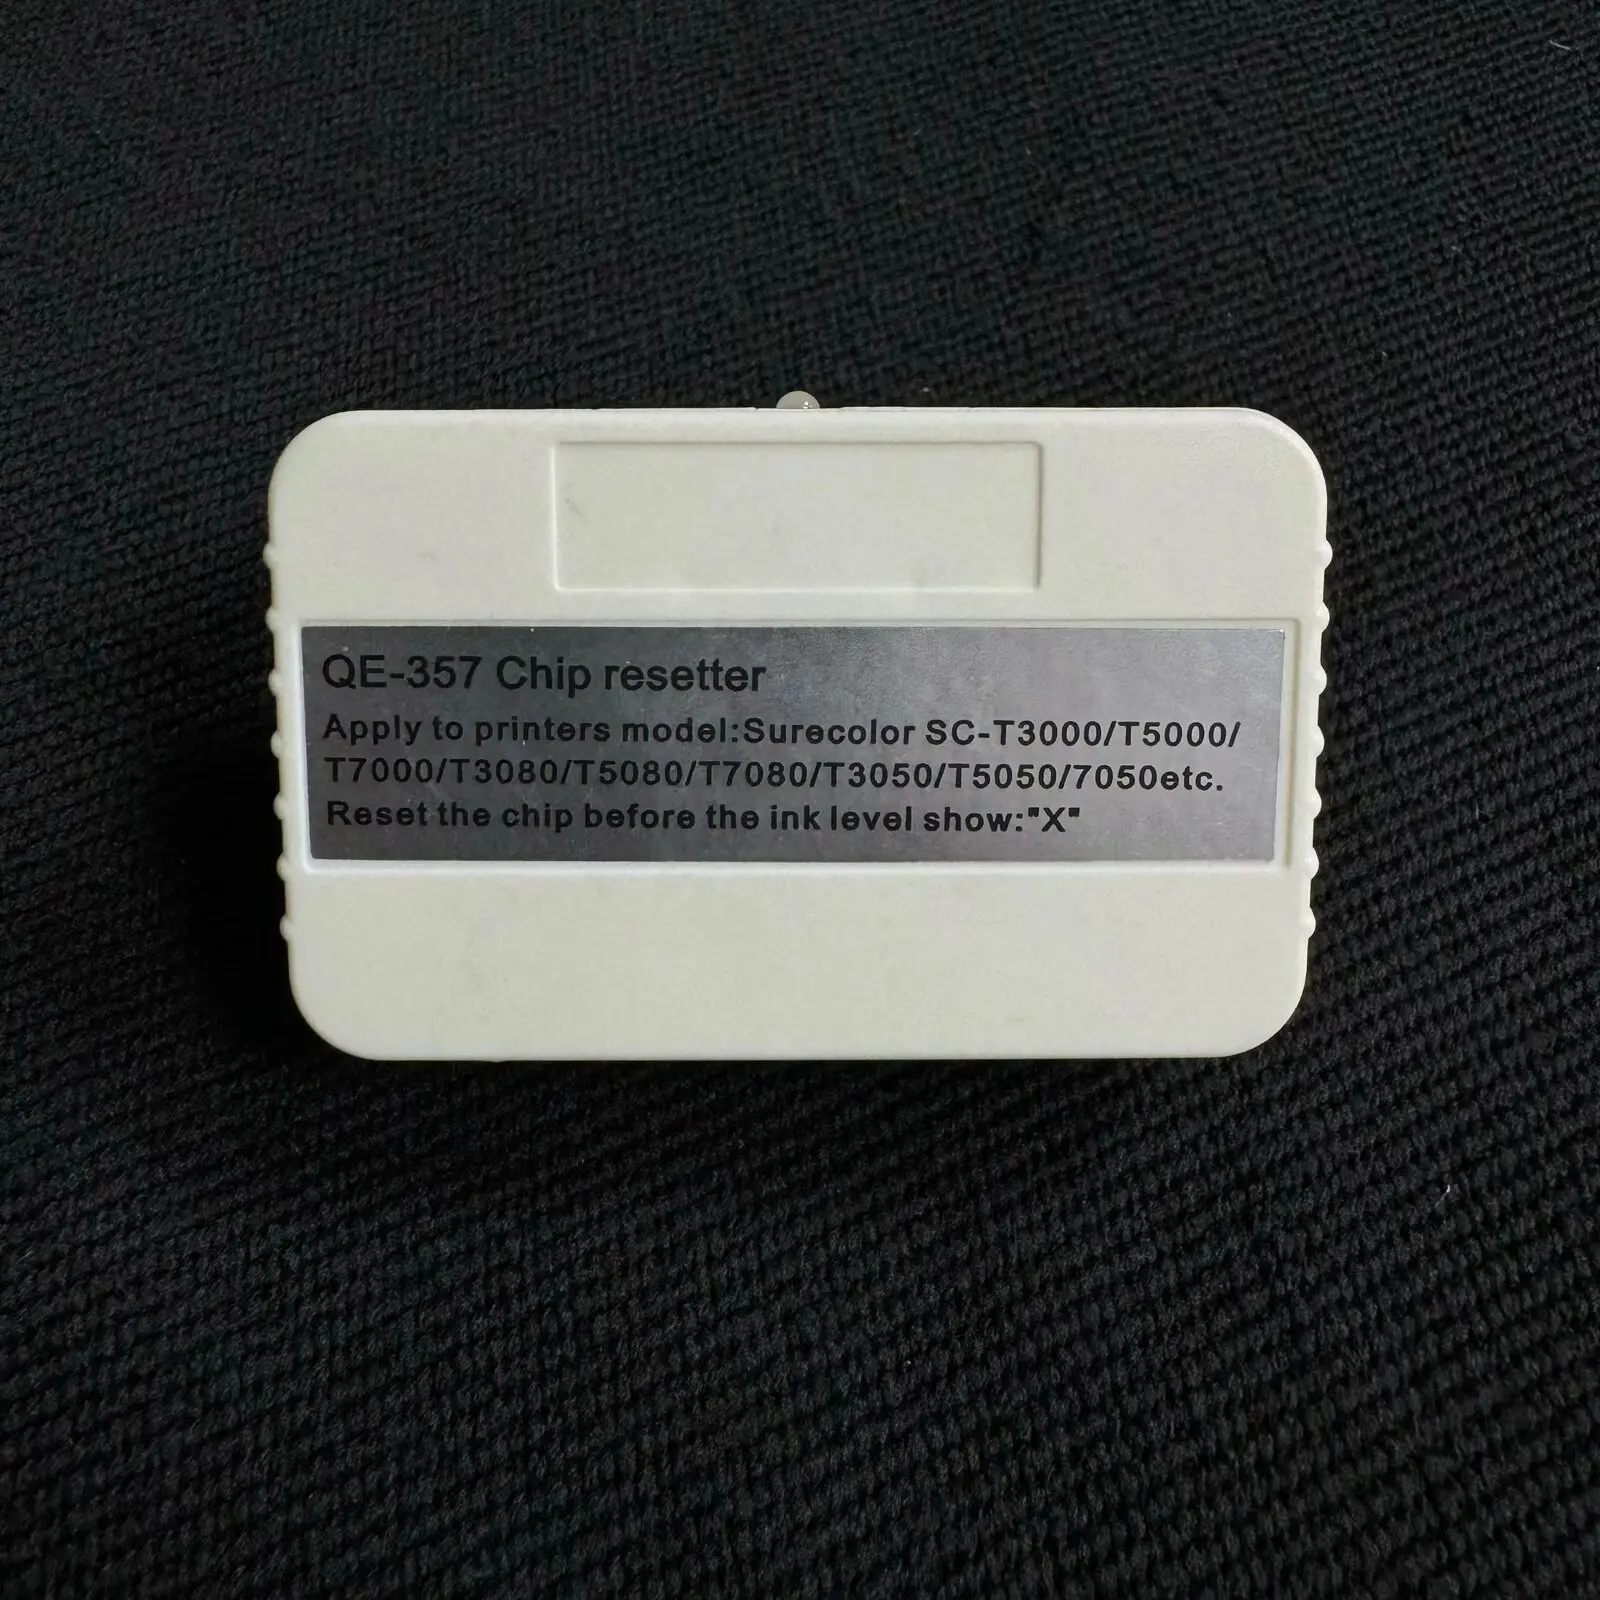 QE-357 Chip resetter
Apply to printers model:Surecolor SC-T3000/T5000/
T7000/T3080/T5080/T7080/T3050/T5050/7050etc.
Reset the chip before the ink level show:"X"